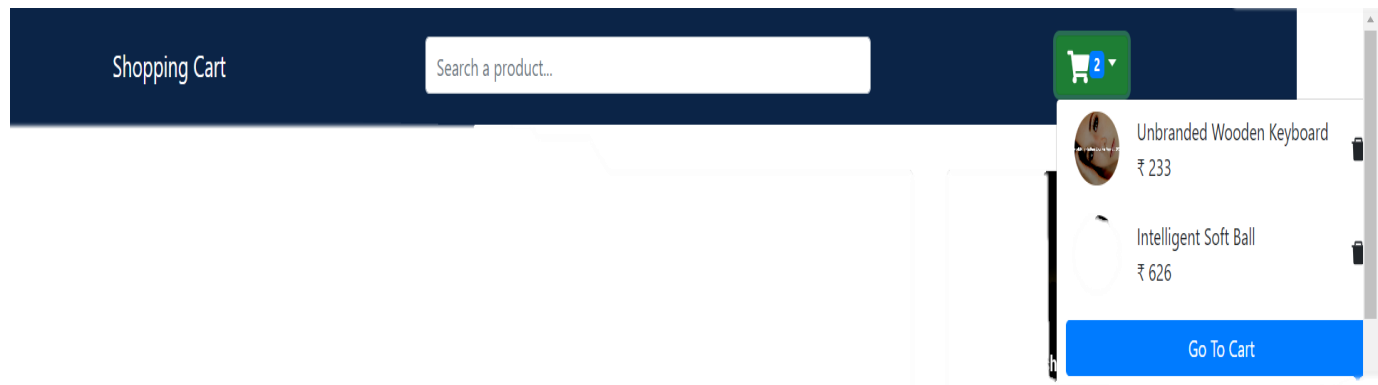 Shopping Cart
Search a product...
2
Unbranded Wooden Keyboard
₹ 233
Intelligent Soft Ball
₹ 626
Go To Cart